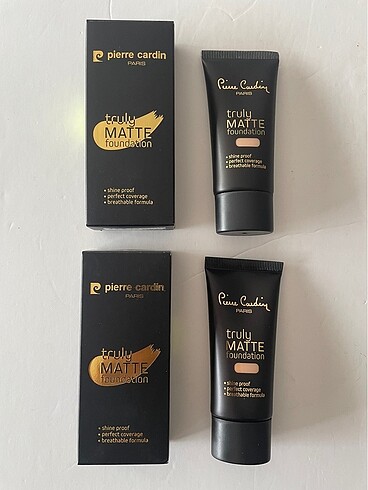 pierre cardin
PARIS
truly
MATTE
foundation
• shine proof
• perfect coverage
• breathable formula
Pierre Cardin
PARIS
truly
MATTE
foundation
• shine proof
• perfect coverage
• breathable formula
pierre cardin
PARIS
truly
MATTE
foundation
• shine proof
• perfect coverage
• breathable formula
Pierre Cardin
PARIS
truly
MATTE
foundation
• shine proof
• perfect coverage
• breathable formula